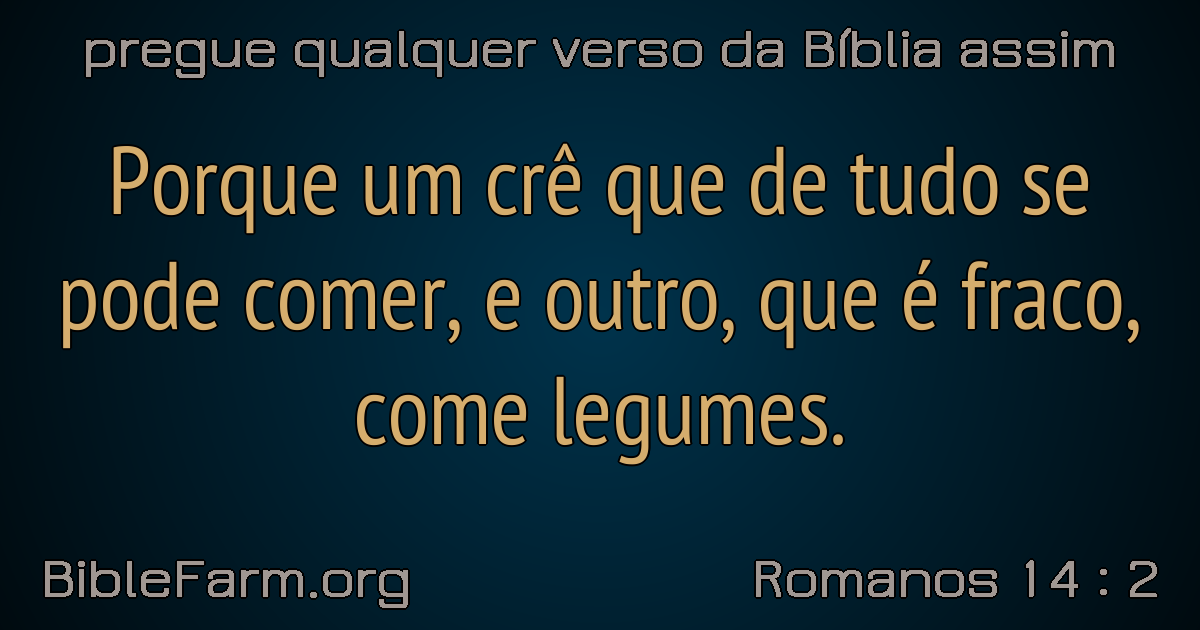 pregue qualquer verso da Bíblia assim
Porque um crê que de tudo se
pode comer, e outro, que é fraco,
come legumes.
BibleFarm.org
Romanos 14 : 2